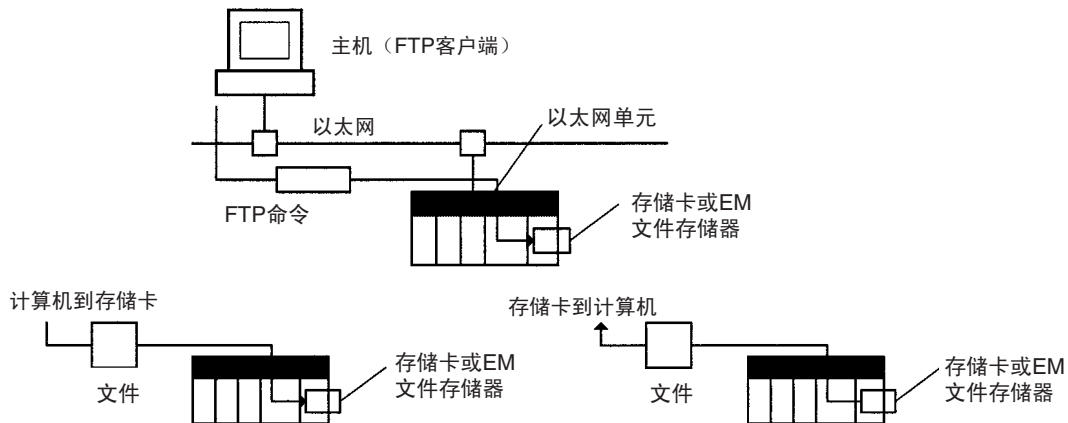 主机（FTP客户端）
以太网
以太网单元
FTP命令
存储卡或EM
文件存储器
计算机到存储卡
文件
存储卡或EM
文件存储器
存储卡到计算机
文件
存储卡或EM
文件存储器